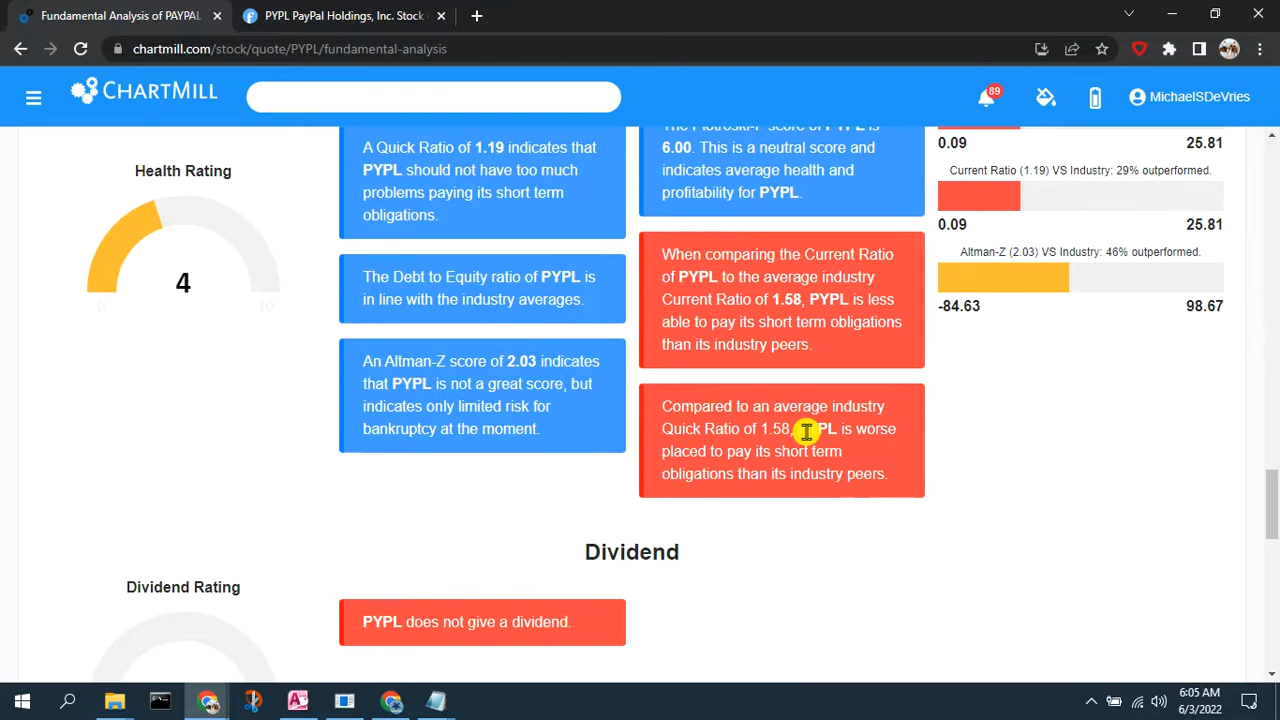 Fundamental Analysis of PAYPAL
PYPL PayPal Holdings, Inc. Stock
chartmill.com/stock/quote/PYPL/fundamental-analysis
CHARTMILL
89
MichaelSDeVries
Health Rating
4
0
10
A Quick Ratio of 1.19 indicates that
PYPL should not have too much
problems paying its short term
obligations.
The Debt to Equity ratio of PYPL is
in line with the industry averages.
An Altman-Z score of 2.03 indicates
that PYPL is not a great score, but
indicates only limited risk for
bankruptcy at the moment.
The Piotroski-F score of PYPL is
6.00. This is a neutral score and
indicates average health and
profitability for PYPL.
When comparing the Current Ratio
of PYPL to the average industry
Current Ratio of 1.58, PYPL is less
able to pay its short term obligations
than its industry peers.
Compared to an average industry
Quick Ratio of 1.58, PYPL is worse
placed to pay its short term
obligations than its industry peers.
0.09 25.81
Current Ratio (1.19) VS Industry: 29% outperformed.
0.09 25.81
Altman-Z (2.03) VS Industry: 46% outperformed.
-84.63 98.67
Dividend
Dividend Rating
PYPL does not give a dividend.
6:05 AM
6/3/2022